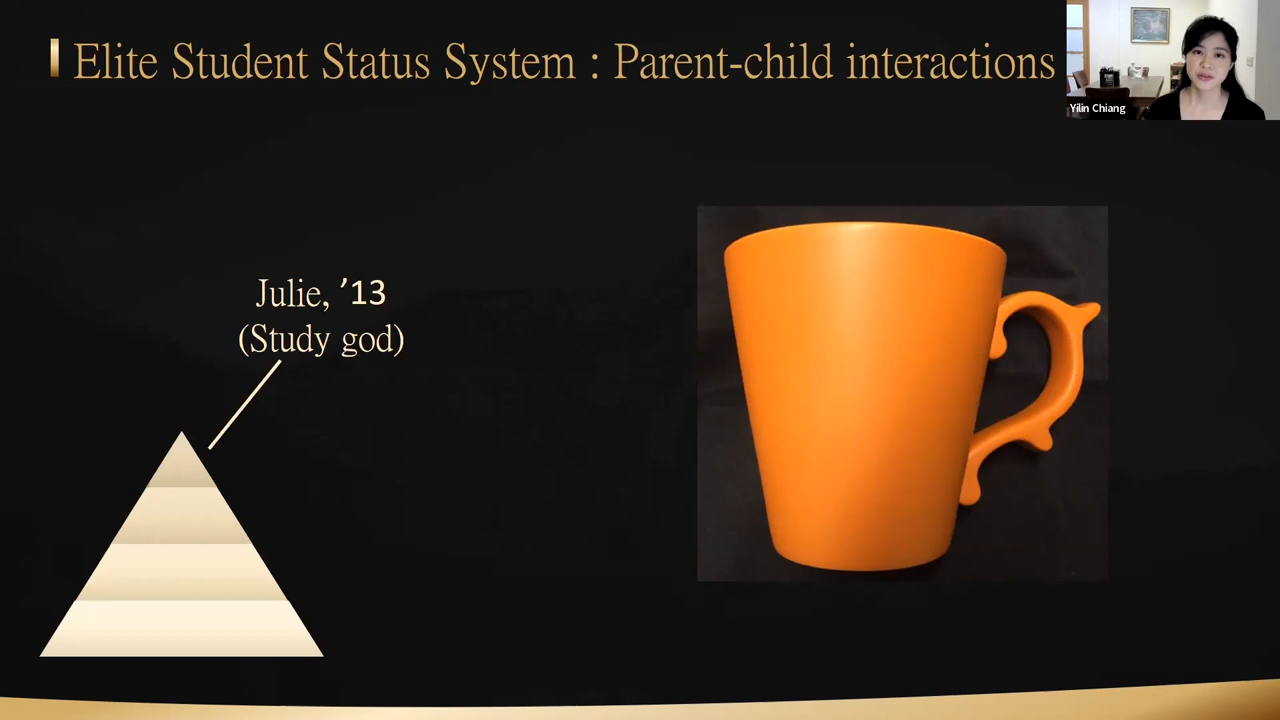 Elite Student Status System : Parent-child interactions
Yilin Chiang
Julie, ’13
(Study god)